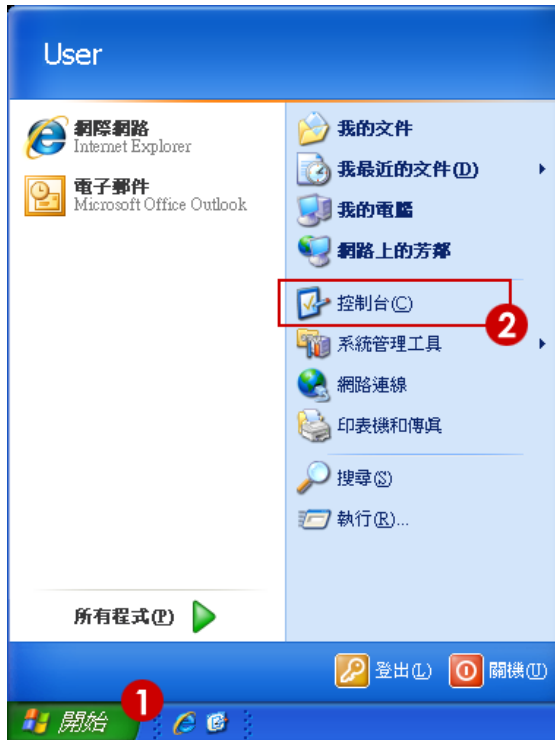 User
網際網路
Internet Explorer
電子郵件
Microsoft Office Outlook
所有程式(P)
我的文件
我最近的文件(D)
我的電腦
網路上的芳鄰
控制台(C)
2
系統管理工具
網路連線
印表機和傳真
搜尋(S)
執行(R)...
登出(L)
關機(U)
1
開始